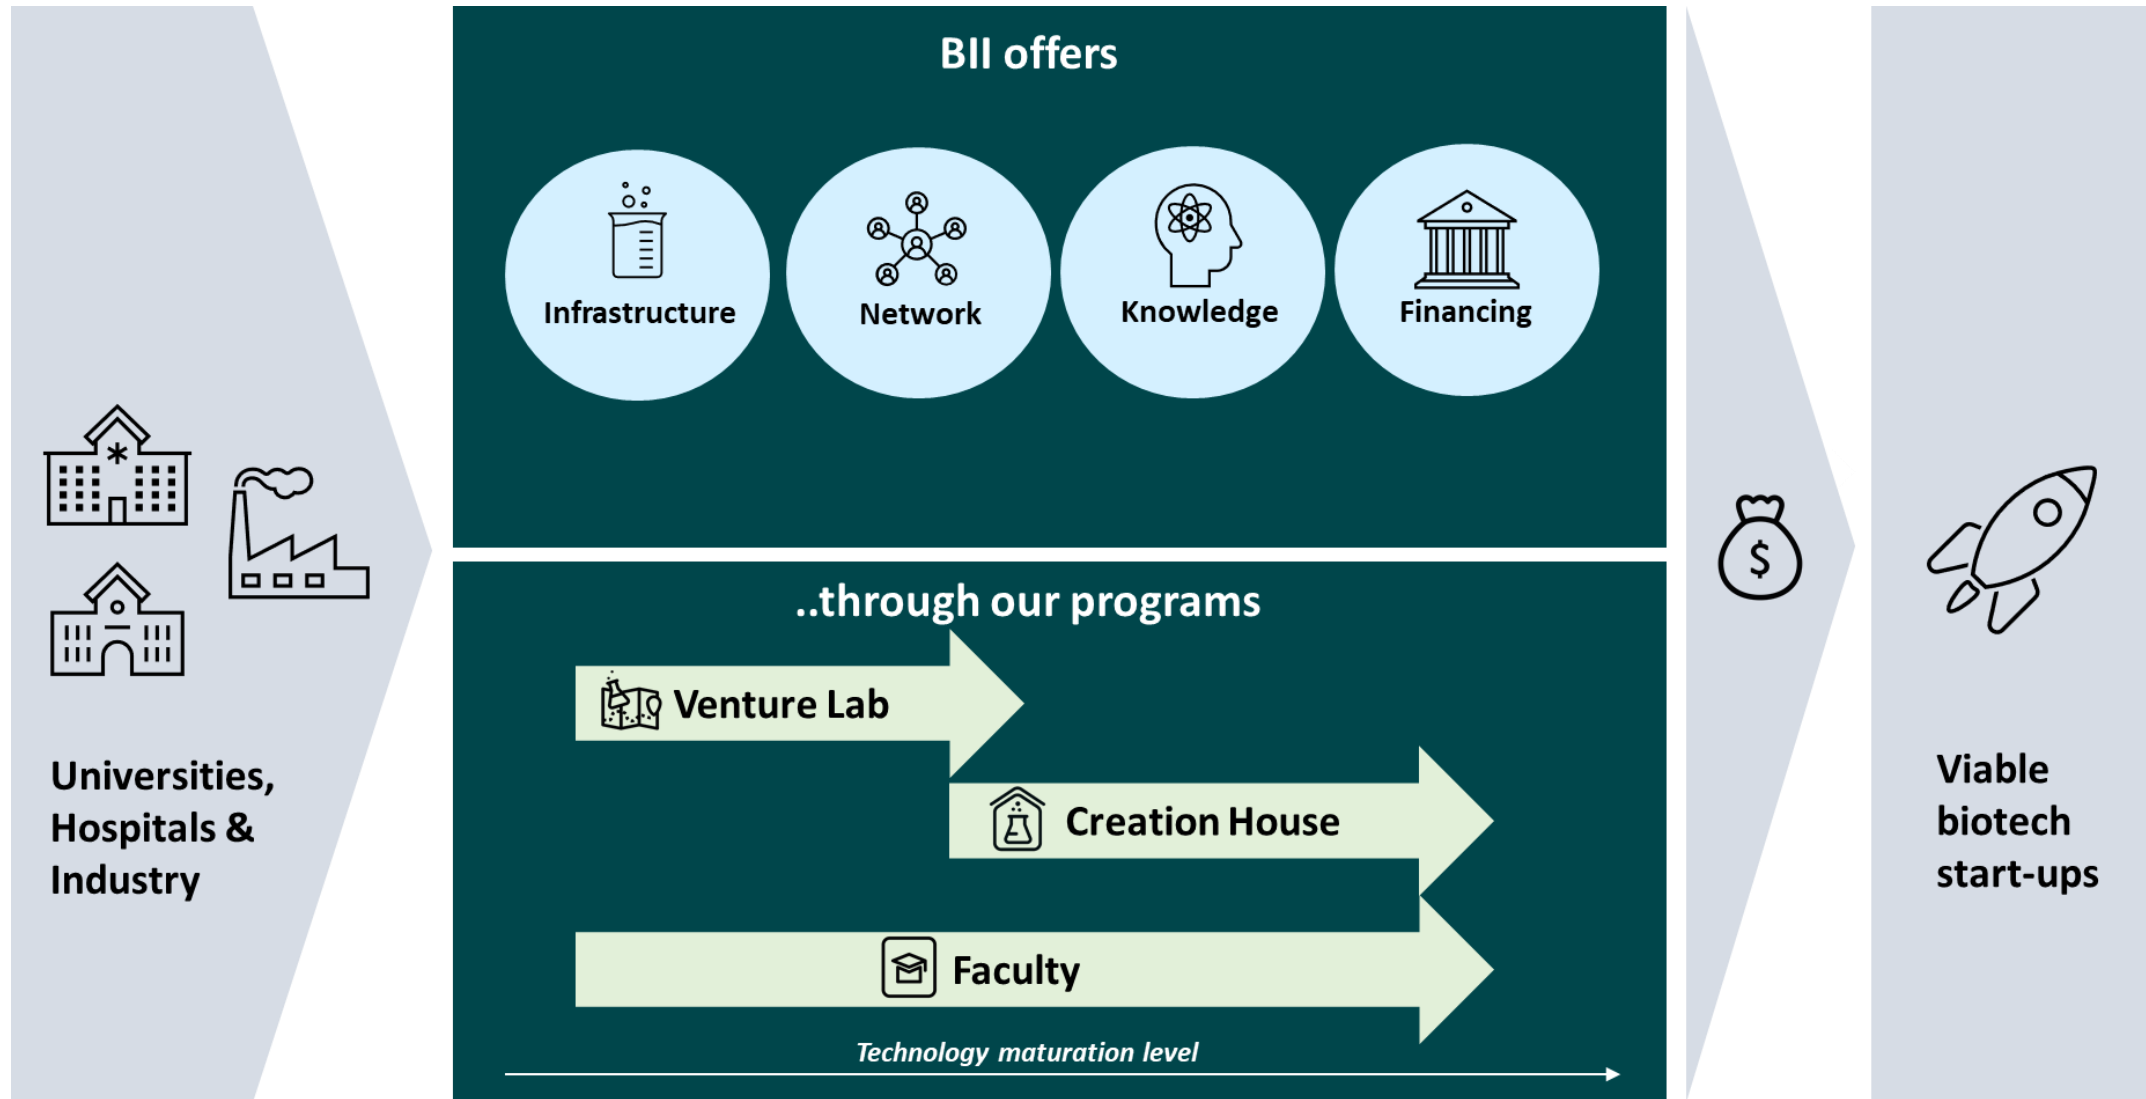 BII offers
Infrastructure
Network
Knowledge
Financing
Universities,
Hospitals &
Industry
..through our programs
Venture Lab
Creation House
Faculty
Technology maturation level
$
Viable
biotech
start-ups